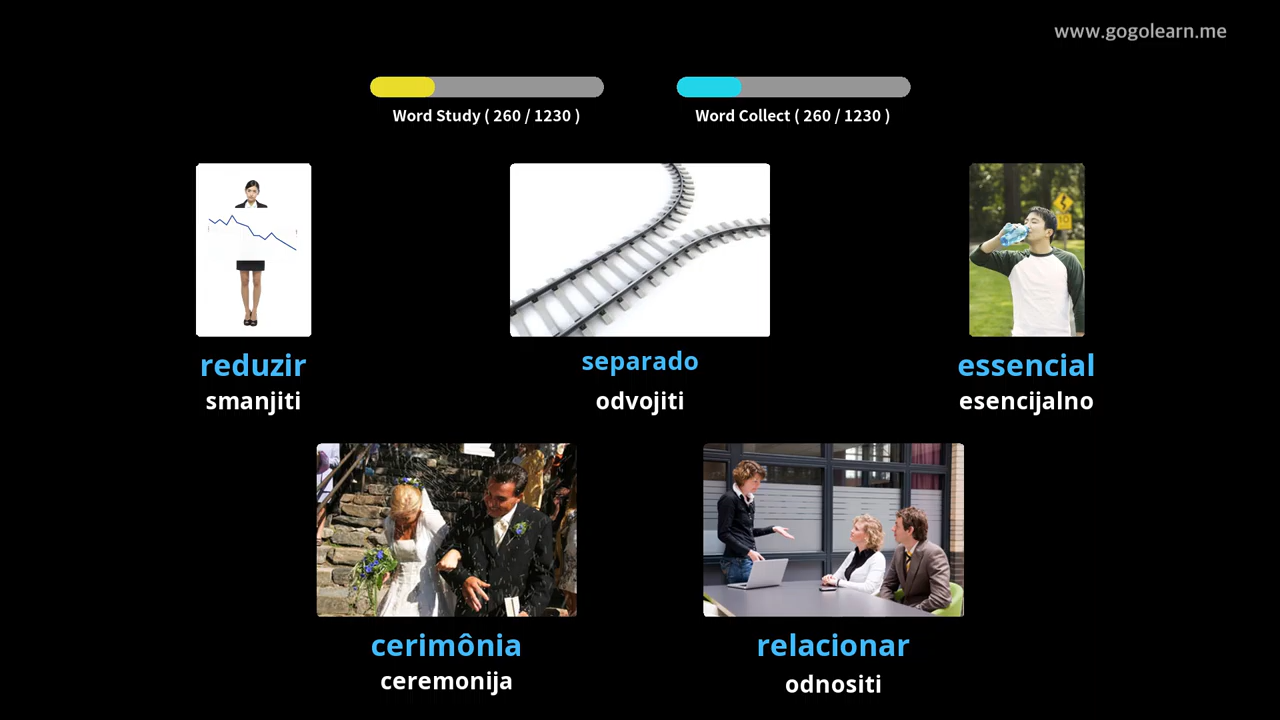 www.gogolearn.me
Word Study ( 260 / 1230 )
Word Collect ( 260 / 1230 )
reduzir
smanjiti
separado
odvojiti
essencial
esencijalno
cerimônia
ceremonija
relacionar
odnositi